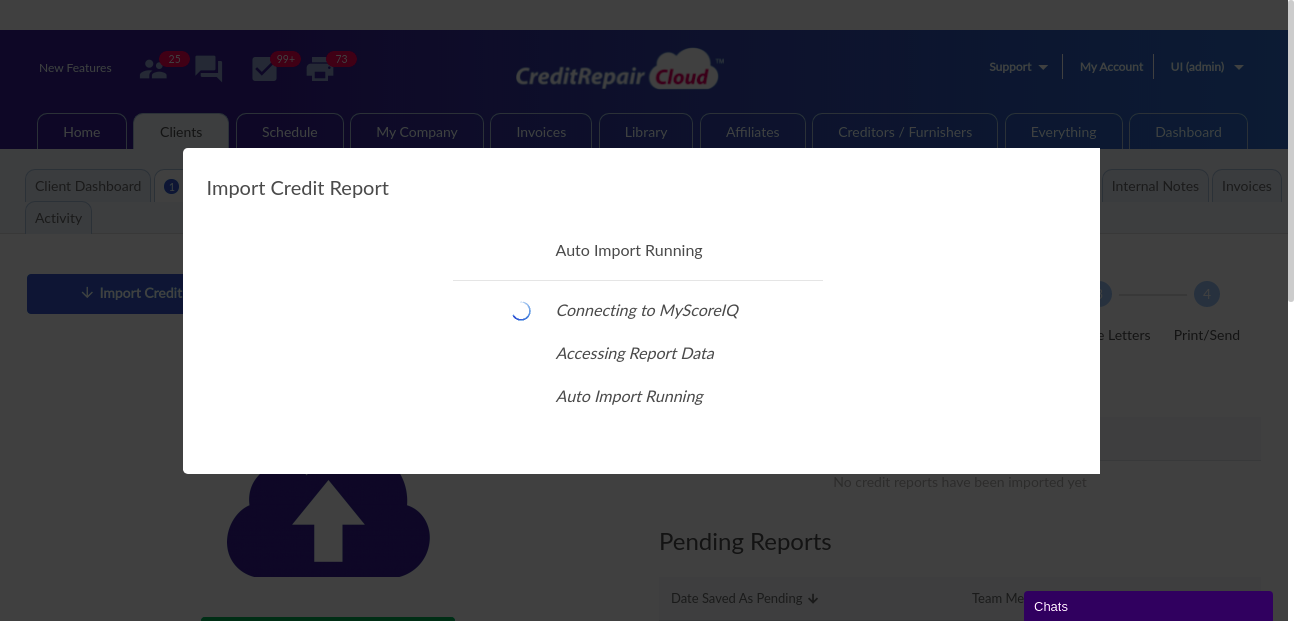 New Features 25 99+ 73 CreditRepair Cloud ™ Support My Account UI (admin)
Home Clients Schedule My Company Invoices Library Affiliates Creditors / Furnishers Everything Dashboard
Client Dashboard 1 Internal Notes Invoices
Activity
Import Credit Report
Auto Import Running
Connecting to MyScoreIQ
Accessing Report Data
Auto Import Running
Import Credit
4
Letters Print/Send
No credit reports have been imported yet
Pending Reports
Date Saved As Pending Team
Chats